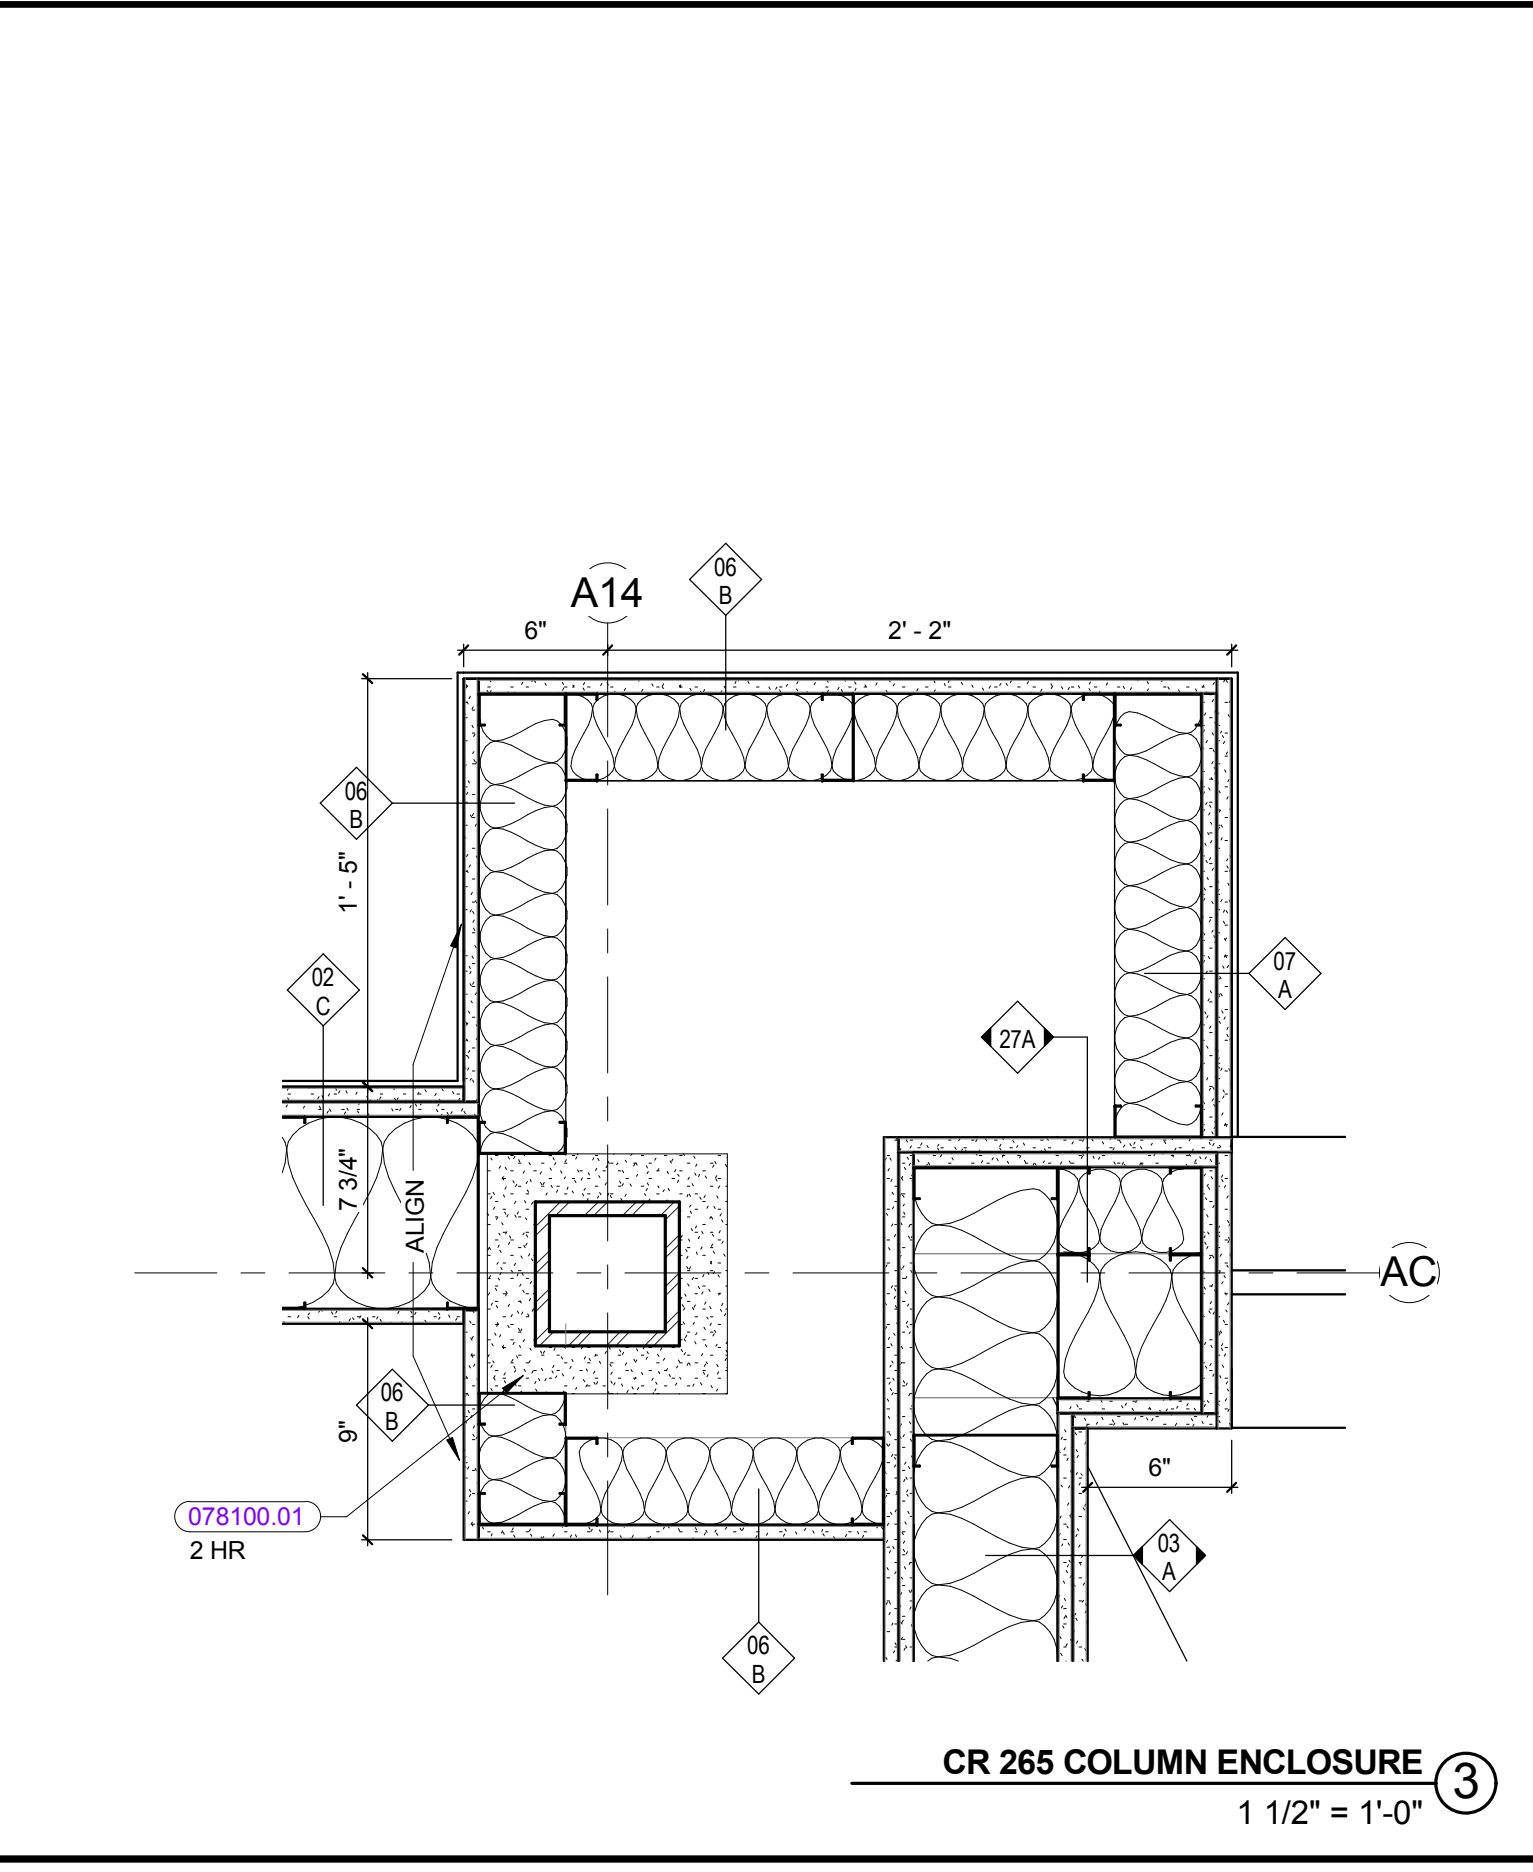 06
B
A14
6"
2' - 2"
06
B
1' - 5"
02
C
07
A
27A
7 3/4"
ALIGN
AC
06
B
9"
6"
078100.01
2 HR
03
A
06
B
CR 265 COLUMN ENCLOSURE
3
1 1/2" = 1'-0"